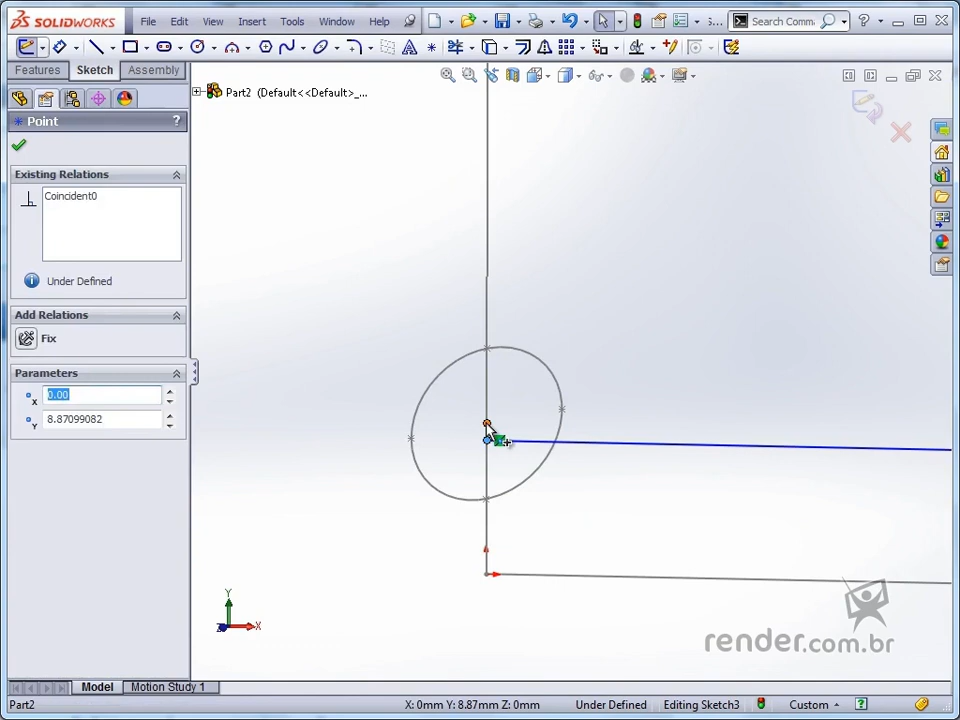 SOLIDWORKS File Edit View Insert Tools Window Help S... Search Comma ?
Features Sketch Assembly
Part2 (Default<<Default>_...
Point ?
Existing Relations
Coincident0
Under Defined
Add Relations
Fix
Parameters
X 0.00
Y 8.87099082
Y
X
Z
render.com.br
Model Motion Study 1
Part2 X: 0mm Y: 8.87mm Z: 0mm Under Defined Editing Sketch3 Custom ?